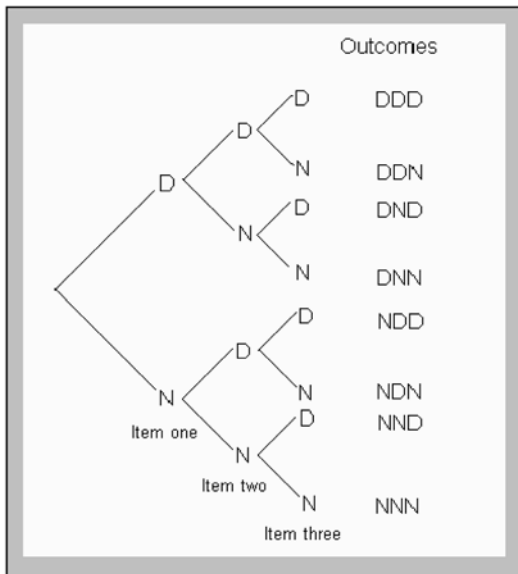 Outcomes
D DDD
D
N DDN
D
D DND
N
N DNN
D NDD
D
N NDN
N
D NND
Item one
N
Item two
N NNN
Item three